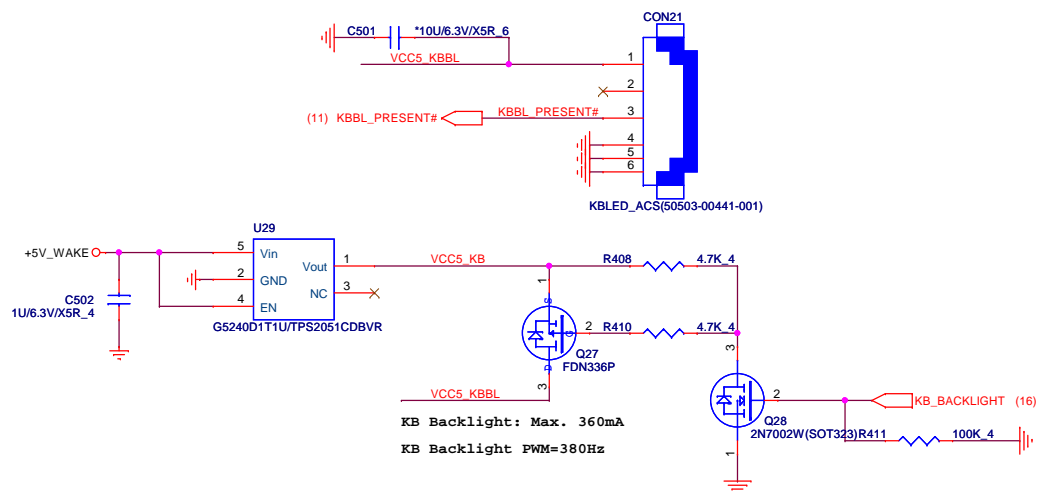 CON21
C501 *10U/6.3V/X5R_6
VCC5_KBBL 1
2
(11) KBBL_PRESENT# KBBL_PRESENT# 3
4
5
6
KBLED_ACS(50503-00441-001)
U29
+5V_WAKE 5 Vin Vout 1 VCC5_KB R408 4.7K_4
2 GND
NC 3
4 EN
C502
1U/6.3V/X5R_4
G5240D1T1U/TPS2051CDBVR
1
S
G 2 R410 4.7K_4
Q27
FDN336P
D
3
3
VCC5_KBBL
2 KB_BACKLIGHT (16)
KB Backlight: Max. 360mA
Q28
2N7002W(SOT323) R411 100K_4
KB Backlight PWM=380Hz
1